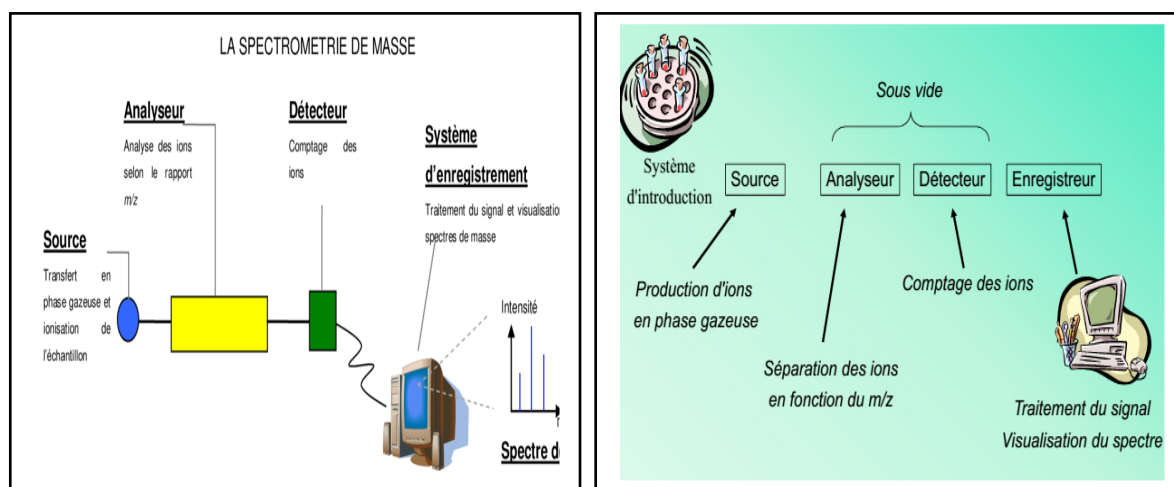 LA SPECTROMETRIE DE MASSE
Analyseur
Analyse des ions
selon le rapport
m/z
Détecteur
Comptage des
ions
Système
d'enregistrement
Traitement du signal et visualisation
spectres de masse
Source
Transfert en
phase gazeuse et
ionisation de
l'échantillon
Intensité
Spectre
Sous vide
Système
d'introduction
Source
Analyseur
Détecteur
Enregistreur
Production d'ions
en phase gazeuse
Comptage des ions
Séparation des ions
en fonction du m/z
Traitement du signal
Visualisation du spectre